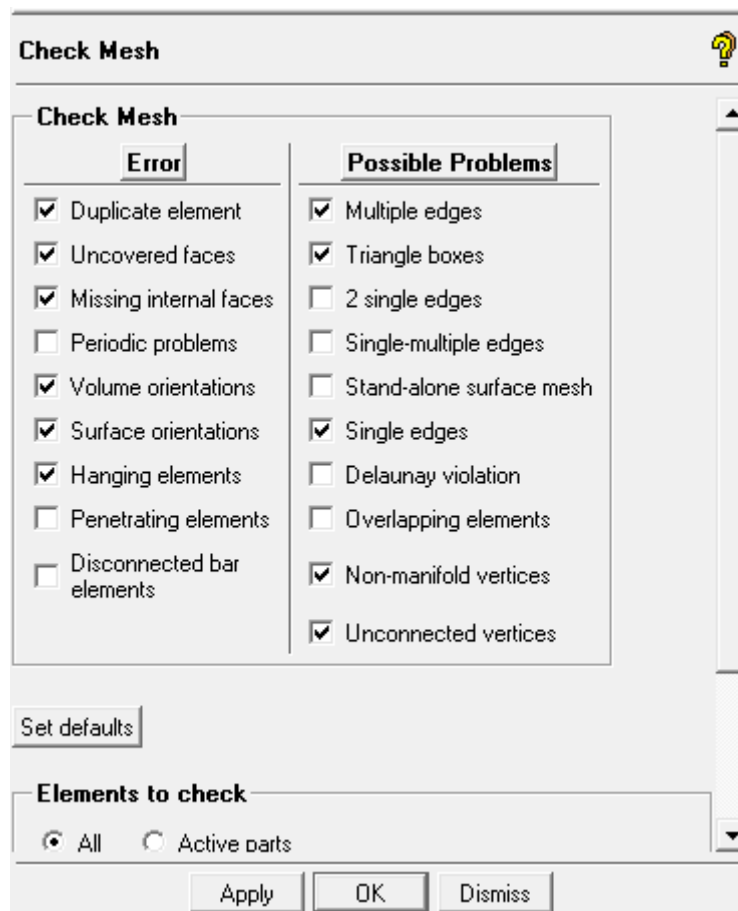 Check Mesh
Check Mesh
Error
Possible Problems
Duplicate element
Multiple edges
Uncovered faces
Triangle boxes
Missing internal faces
2 single edges
Periodic problems
Single-multiple edges
Volume orientations
Stand-alone surface mesh
Surface orientations
Single edges
Hanging elements
Delaunay violation
Penetrating elements
Overlapping elements
Disconnected bar
elements
Non-manifold vertices
Unconnected vertices
Set defaults
Elements to check
All
Active parts
Apply
OK
Dismiss